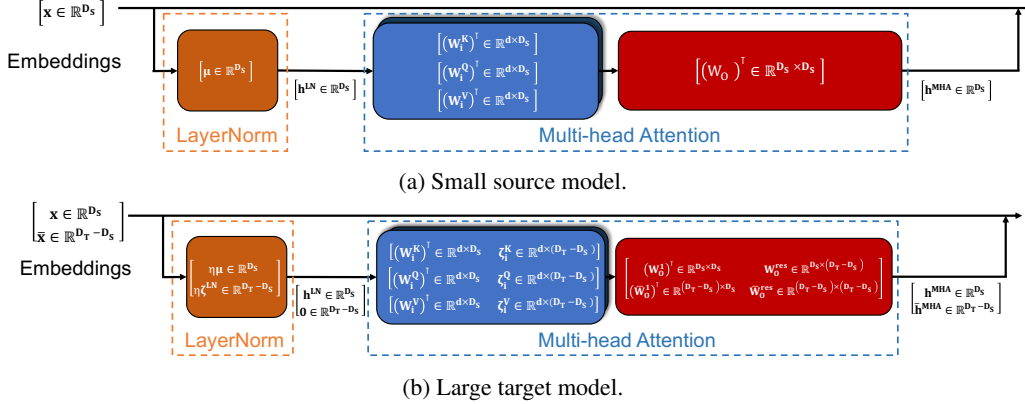 [x ∈ ℝ^{D_S}]
Embeddings
[μ ∈ ℝ^{D_S}]
[h^{LN} ∈ ℝ^{D_S}]
LayerNorm
[(W_i^K)^⊺ ∈ ℝ^{d×D_S}]
[(W_i^Q)^⊺ ∈ ℝ^{d×D_S}]
[(W_i^V)^⊺ ∈ ℝ^{d×D_S}]
[(W_O)^⊺ ∈ ℝ^{D_S×D_S}]
Multi-head Attention
[h^{MHA} ∈ ℝ^{D_S}]
(a) Small source model.
[x ∈ ℝ^{D_S}
x̄ ∈ ℝ^{D_T−D_S}]
Embeddings
[ημ ∈ ℝ^{D_S}
ηζ^{LN} ∈ ℝ^{D_T−D_S}]
[h^{LN} ∈ ℝ^{D_S}
0 ∈ ℝ^{D_T−D_S}]
LayerNorm
[(W_i^K)^⊺ ∈ ℝ^{d×D_S} ζ_i^K ∈ ℝ^{d×(D_T−D_S)}]
[(W_i^Q)^⊺ ∈ ℝ^{d×D_S} ζ_i^Q ∈ ℝ^{d×(D_T−D_S)}]
[(W_i^V)^⊺ ∈ ℝ^{d×D_S} ζ_i^V ∈ ℝ^{d×(D_T−D_S)}]
[(W_O^1)^⊺ ∈ ℝ^{D_S×D_S} W_O^{res} ∈ ℝ^{D_S×(D_T−D_S)}
(W̄_O^1)^⊺ ∈ ℝ^{(D_T−D_S)×D_S} W̄_O^{res} ∈ ℝ^{(D_T−D_S)×(D_T−D_S)}]
Multi-head Attention
[h^{MHA} ∈ ℝ^{D_S}
h̄^{MHA} ∈ ℝ^{D_T−D_S}]
(b) Large target model.